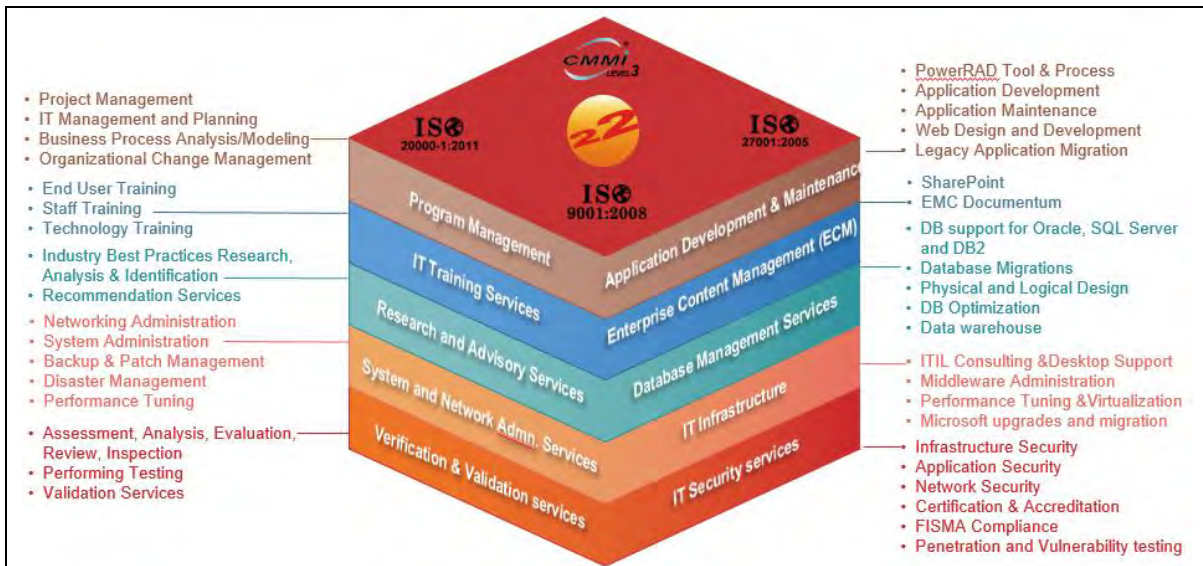 CMMI
LEVEL 3
ISO
20000-1:2011
22
ISO
27001:2005
ISO
9001:2008
• Project Management
• IT Management and Planning
• Business Process Analysis/Modeling
• Organizational Change Management
• End User Training
• Staff Training
• Technology Training
• Industry Best Practices Research,
Analysis & Identification
• Recommendation Services
• Networking Administration
• System Administration
• Backup & Patch Management
• Disaster Management
• Performance Tuning
• Assessment, Analysis, Evaluation,
Review, Inspection
• Performing Testing
• Validation Services
Program Management
IT Training Services
Research and Advisory Services
System and Network Admn. Services
Verification & Validation services
Application Development & Maintenance
Enterprise Content Management (ECM)
Database Management Services
IT Infrastructure
IT Security services
• PowerRAD Tool & Process
• Application Development
• Application Maintenance
• Web Design and Development
• Legacy Application Migration
• SharePoint
• EMC Documentum
• DB support for Oracle, SQL Server
and DB2
• Database Migrations
• Physical and Logical Design
• DB Optimization
• Data warehouse
• ITIL Consulting &Desktop Support
• Middleware Administration
• Performance Tuning &Virtualization
• Microsoft upgrades and migration
• Infrastructure Security
• Application Security
• Network Security
• Certification & Accreditation
• FISMA Compliance
• Penetration and Vulnerability testing